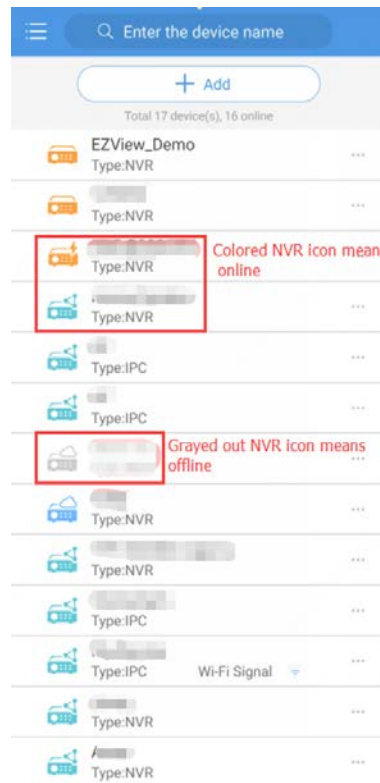 Enter the device name
+ Add
Total 17 device(s), 16 online
EZView_Demo
Type:NVR
Type:NVR
Colored NVR icon mean
online
Type:NVR
Type:NVR
Type:IPC
Type:IPC
Grayed out NVR icon means
offline
Type:NVR
Type:NVR
Type:IPC
Type:IPC Wi-Fi Signal
Type:NVR
Type:NVR